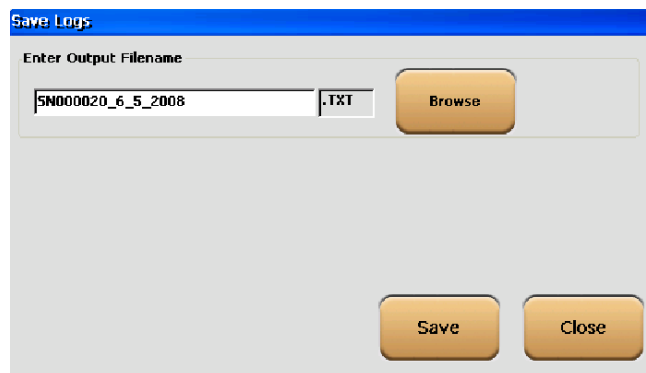 Save Logs
Enter Output Filename
SN000020_6_5_2008 .TXT Browse
Save Close